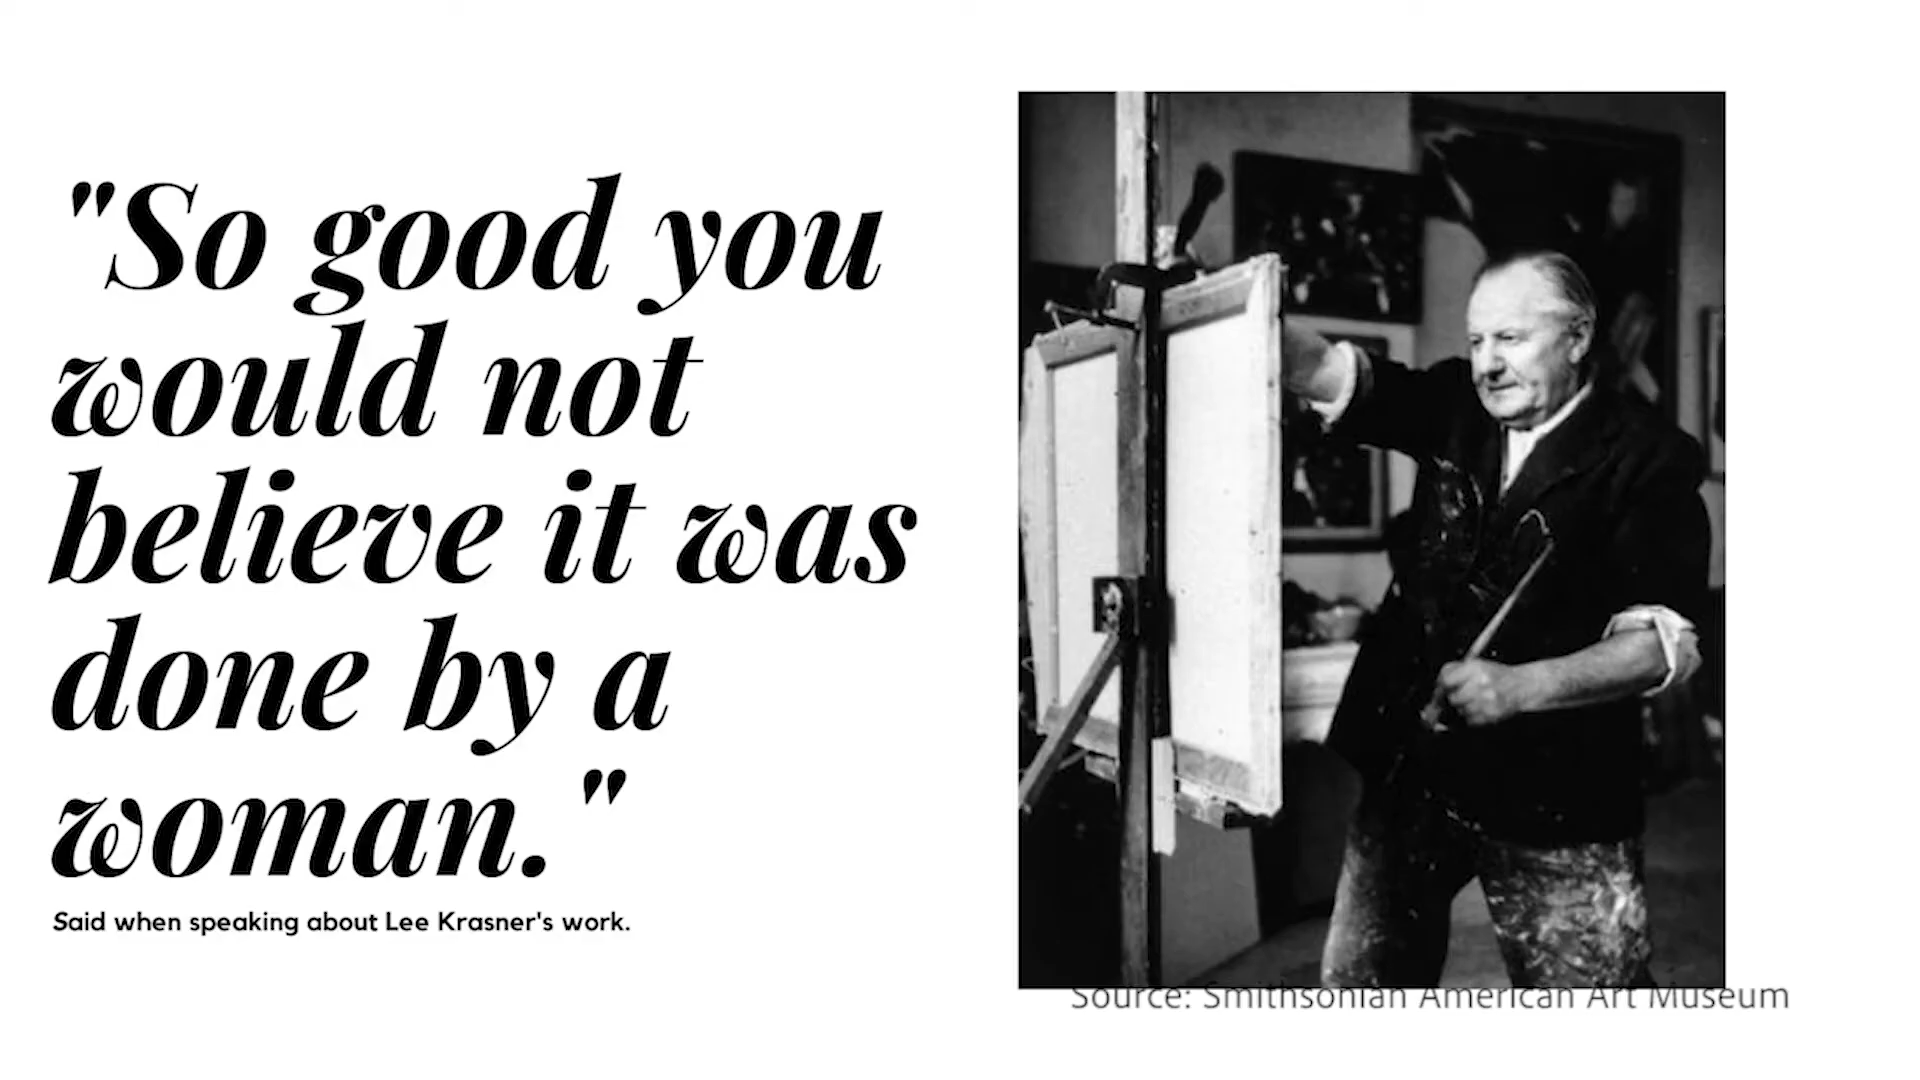 "So good you
would not
believe it was
done by a
woman."
Said when speaking about Lee Krasner's work.
Source: Smithsonian American Art Museum